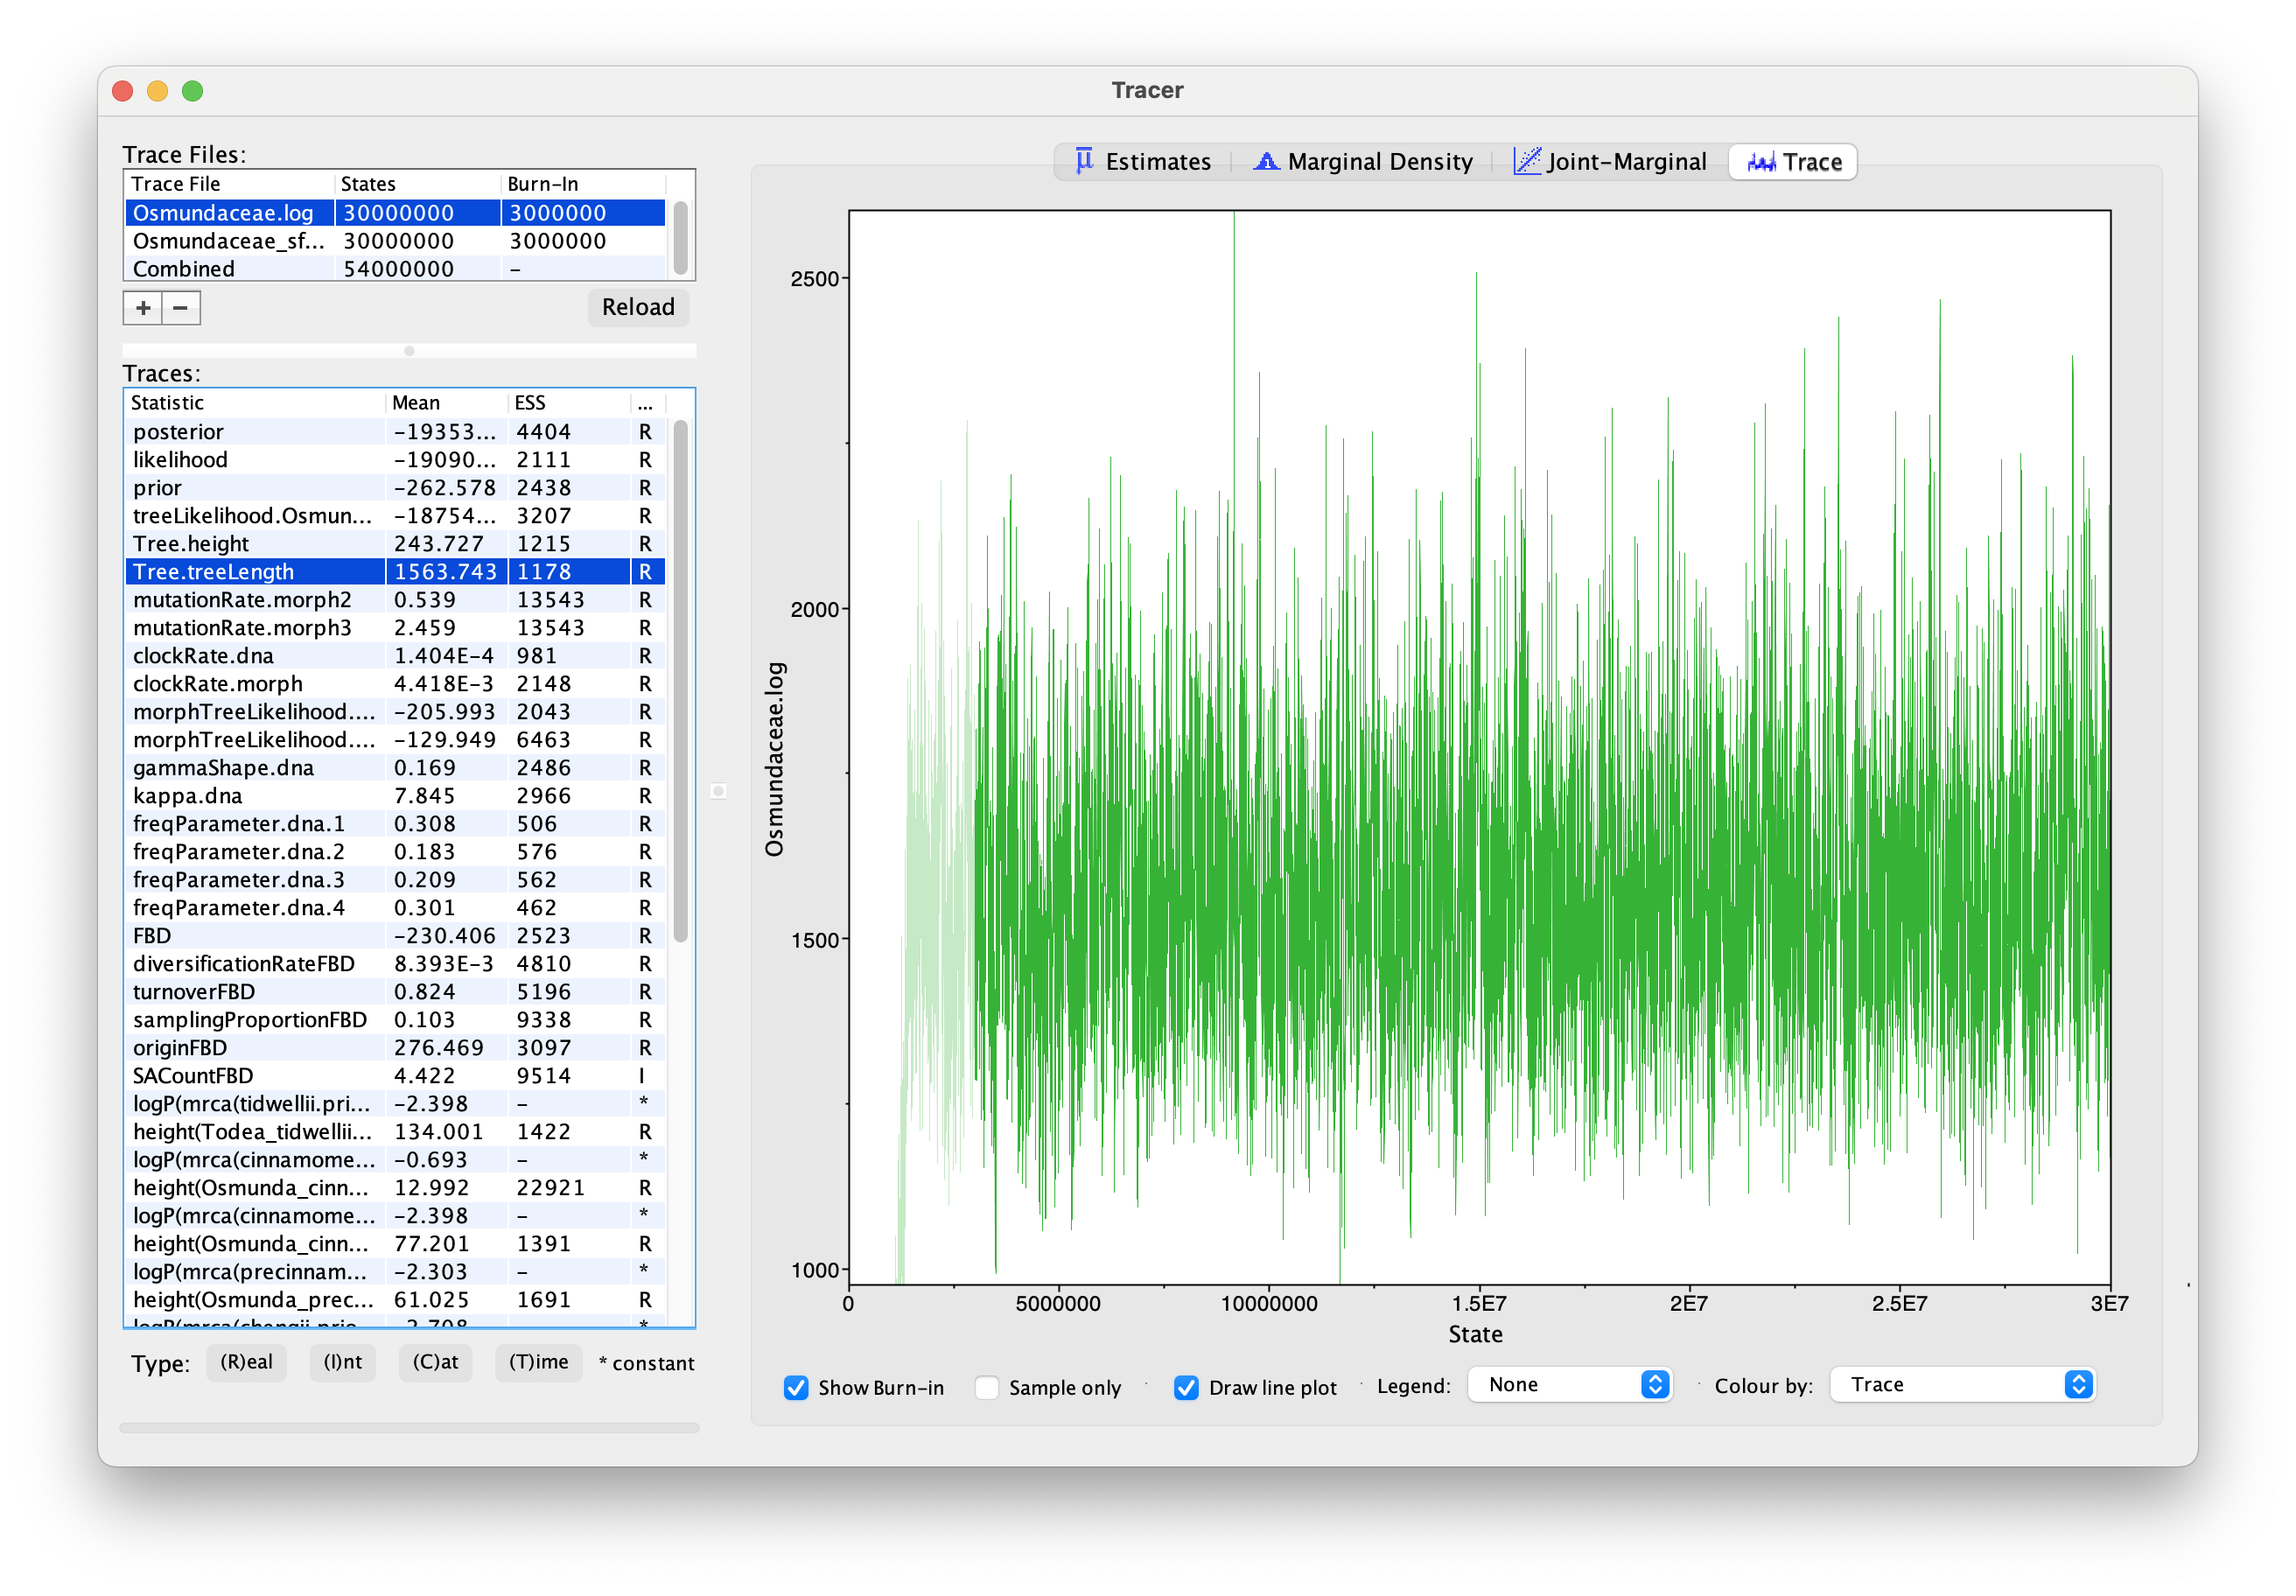 Tracer
Trace Files:
Trace File States Burn-In
Osmundaceae.log 30000000 3000000
Osmundaceae_sf... 30000000 3000000
Combined 54000000 -
+ -
Reload
Traces:
Statistic Mean ESS ...
posterior -19353... 4404 R
likelihood -19090... 2111 R
prior -262.578 2438 R
treeLikelihood.Osmun... -18754... 3207 R
Tree.height 243.727 1215 R
Tree.treeLength 1563.743 1178 R
mutationRate.morph2 0.539 13543 R
mutationRate.morph3 2.459 13543 R
clockRate.dna 1.404E-4 981 R
clockRate.morph 4.418E-3 2148 R
morphTreeLikelihood.... -205.993 2043 R
morphTreeLikelihood.... -129.949 6463 R
gammaShape.dna 0.169 2486 R
kappa.dna 7.845 2966 R
freqParameter.dna.1 0.308 506 R
freqParameter.dna.2 0.183 576 R
freqParameter.dna.3 0.209 562 R
freqParameter.dna.4 0.301 462 R
FBD -230.406 2523 R
diversificationRateFBD 8.393E-3 4810 R
turnoverFBD 0.824 5196 R
samplingProportionFBD 0.103 9338 R
originFBD 276.469 3097 R
SACountFBD 4.422 9514 I
logP(mrca(tidwellii.pri... -2.398 - *
height(Todea_tidwellii... 134.001 1422 R
logP(mrca(cinnamome... -0.693 - *
height(Osmunda_cinn... 12.992 22921 R
logP(mrca(cinnamome... -2.398 - *
height(Osmunda_cinn... 77.201 1391 R
logP(mrca(precinnam... -2.303 - *
height(Osmunda_prec... 61.025 1691 R
Type: (R)eal (I)nt (C)at (T)ime * constant
Estimates Marginal Density Joint-Marginal Trace
2500
2000
1500
1000
Osmundaceae.log
0 5000000 10000000 1.5E7 2E7 2.5E7 3E7
State
Show Burn-in Sample only Draw line plot Legend: None Colour by: Trace